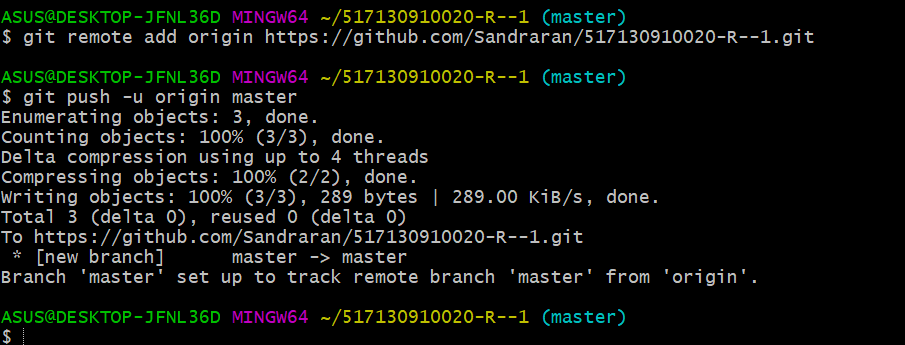 ASUS@DESKTOP-JFNL36D MINGW64 ~/517130910020-R--1 (master)
$ git remote add origin https://github.com/Sandraran/517130910020-R--1.git
ASUS@DESKTOP-JFNL36D MINGW64 ~/517130910020-R--1 (master)
$ git push -u origin master
Enumerating objects: 3, done.
Counting objects: 100% (3/3), done.
Delta compression using up to 4 threads
Compressing objects: 100% (2/2), done.
Writing objects: 100% (3/3), 289 bytes | 289.00 KiB/s, done.
Total 3 (delta 0), reused 0 (delta 0)
To https://github.com/Sandraran/517130910020-R--1.git
 * [new branch]      master -> master
Branch 'master' set up to track remote branch 'master' from 'origin'.
ASUS@DESKTOP-JFNL36D MINGW64 ~/517130910020-R--1 (master)
$